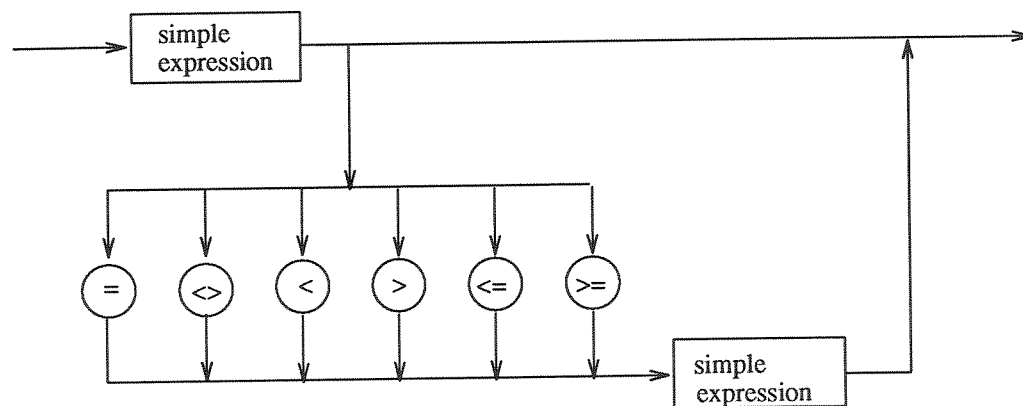 simple
expression
=
<>
<
>
<=
>=
simple
expression